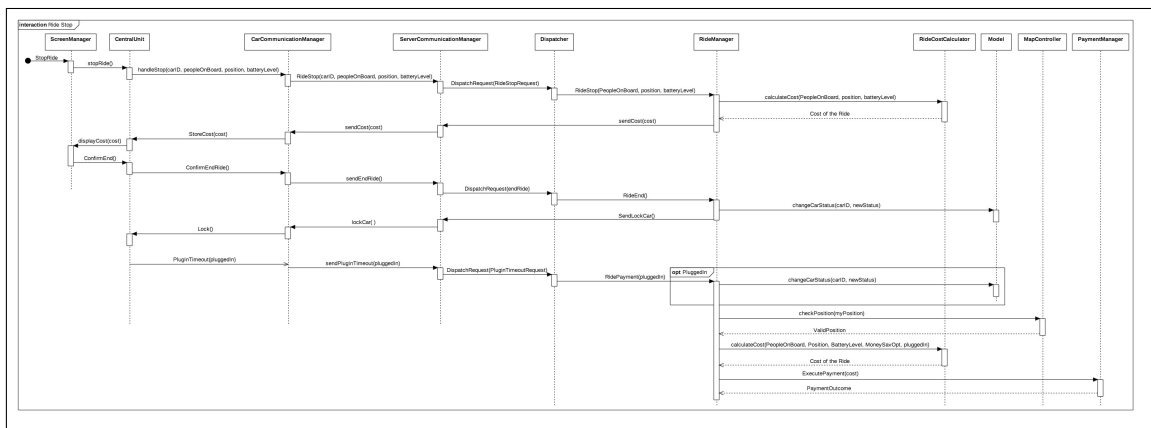 interaction Ride Stop
ScreenManager CentralUnit CarCommunicationManager ServerCommunicationManager Dispatcher RideManager RideCostCalculator Model MapController PaymentManager
StopRide
stopRide()
handleStop(carID, peopleOnBoard, position, batteryLevel)
RideStop(carID, peopleOnBoard, position, batteryLevel)
DispatchRequest(RideStopRequest)
RideStop(PeopleOnBoard, position, batteryLevel)
calculateCost(PeopleOnBoard, position, batteryLevel)
Cost of the Ride
sendCost(cost)
sendCost(cost)
StoreCost(cost)
displayCost(cost)
ConfirmEnd()
ConfirmEndRide()
sendEndRide()
DispatchRequest(endRide)
RideEnd()
changeCarStatus(carID, newStatus)
SendLockCar()
lockCar( )
Lock()
PluginTimeout(pluggedIn)
sendPlugInTimeout(pluggedIn)
DispatchRequest(PluginTimeoutRequest)
RidePayment(pluggedIn)
opt PluggedIn
changeCarStatus(carID, newStatus)
checkPosition(myPosition)
ValidPosition
calculateCost(PeopleOnBoard, Position, BatteryLevel, MoneySavOpt, pluggedIn)
Cost of the Ride
ExecutePayment(cost)
PaymentOutcome